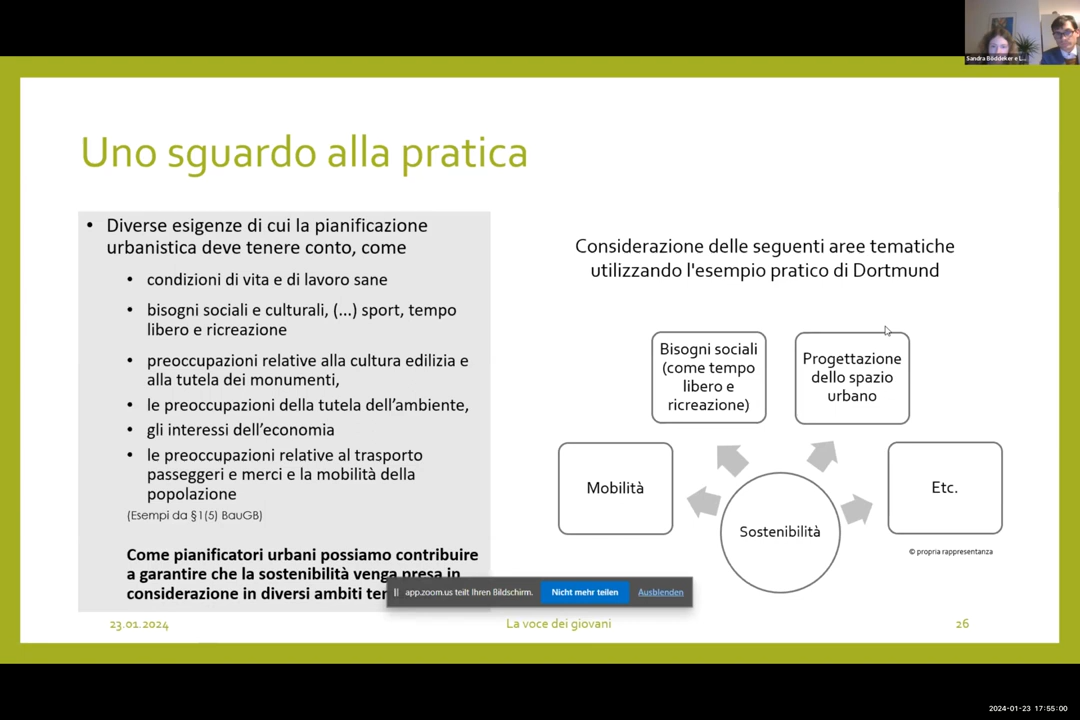 Sandra Böddeker e L...
Uno sguardo alla pratica
• Diverse esigenze di cui la pianificazione
urbanistica deve tenere conto, come
• condizioni di vita e di lavoro sane
• bisogni sociali e culturali, (...) sport, tempo
libero e ricreazione
• preoccupazioni relative alla cultura edilizia e
alla tutela dei monumenti,
• le preoccupazioni della tutela dell'ambiente,
• gli interessi dell'economia
• le preoccupazioni relative al trasporto
passeggeri e merci e la mobilità della
popolazione
(Esempi da §1(5) BauGB)
Come pianificatori urbani possiamo contribuire
a garantire che la sostenibilità venga presa in
considerazione in diversi ambiti
Considerazione delle seguenti aree tematiche
utilizzando l'esempio pratico di Dortmund
Bisogni sociali
(come tempo
libero e
ricreazione)
Progettazione
dello spazio
urbano
Mobilità
Etc.
Sostenibilità
© propria rappresentanza
app.zoom.us teilt Ihren Bildschirm.
Nicht mehr teilen
Ausblenden
23.01.2024
La voce dei giovani
26
2024-01-23 17:55:00